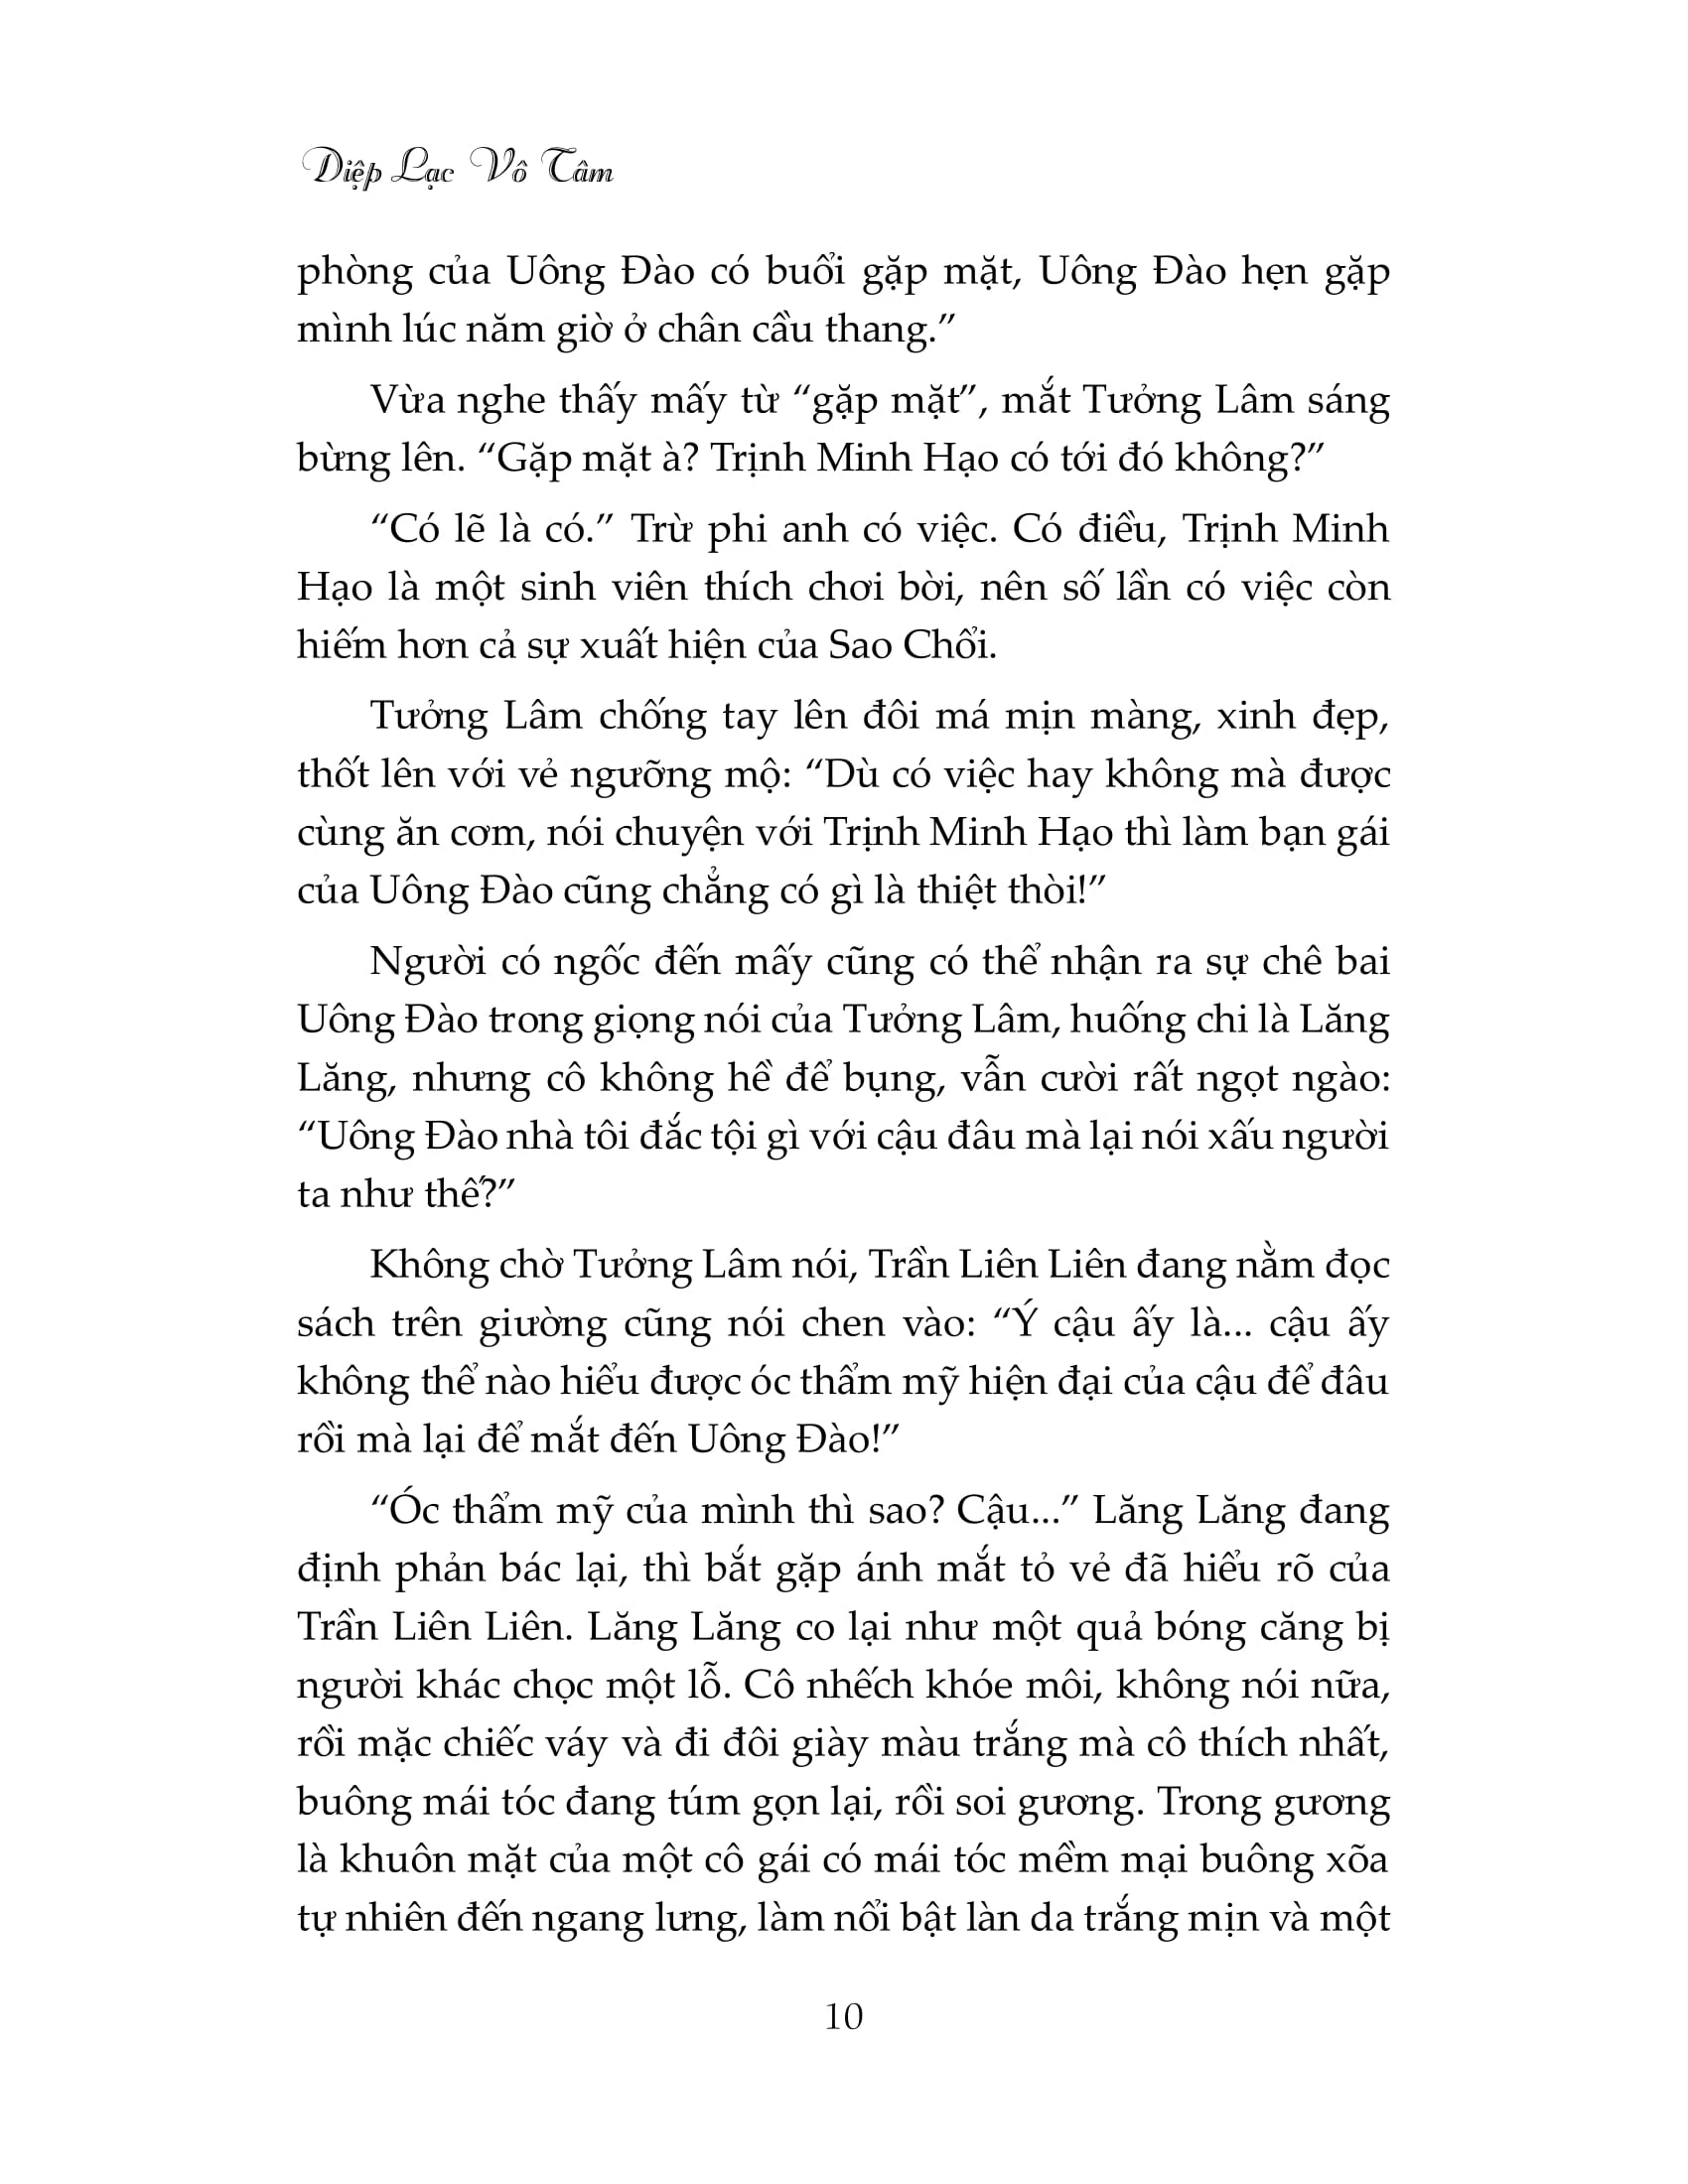 Diệp Lạc Vô Tâm
phòng của Uông Đào có buổi gặp mặt, Uông Đào hẹn gặp
mình lúc năm giờ ở chân cầu thang.”
Vừa nghe thấy mấy từ “gặp mặt”, mắt Tưởng Lâm sáng
bừng lên. “Gặp mặt à? Trịnh Minh Hạo có tới đó không?”
“Có lẽ là có.” Trừ phi anh có việc. Có điều, Trịnh Minh
Hạo là một sinh viên thích chơi bời, nên số lần có việc còn
hiếm hơn cả sự xuất hiện của Sao Chổi.
Tưởng Lâm chống tay lên đôi má mịn màng, xinh đẹp,
thốt lên với vẻ ngưỡng mộ: “Dù có việc hay không mà được
cùng ăn cơm, nói chuyện với Trịnh Minh Hạo thì làm bạn gái
của Uông Đào cũng chẳng có gì là thiệt thòi!”
Người có ngốc đến mấy cũng có thể nhận ra sự chê bai
Uông Đào trong giọng nói của Tưởng Lâm, huống chi là Lăng
Lăng, nhưng cô không hề để bụng, vẫn cười rất ngọt ngào:
“Uông Đào nhà tôi đắc tội gì với cậu đâu mà lại nói xấu người
ta như thế?”
Không chờ Tưởng Lâm nói, Trần Liên Liên đang nằm đọc
sách trên giường cũng nói chen vào: “Ý cậu ấy là... cậu ấy
không thể nào hiểu được óc thẩm mỹ hiện đại của cậu để đâu
rồi mà lại để mắt đến Uông Đào!”
“Óc thẩm mỹ của mình thì sao? Cậu...” Lăng Lăng đang
định phản bác lại, thì bắt gặp ánh mắt tỏ vẻ đã hiểu rõ của
Trần Liên Liên. Lăng Lăng co lại như một quả bóng căng bị
người khác chọc một lỗ. Cô nhếch khóe môi, không nói nữa,
rồi mặc chiếc váy và đi đôi giày màu trắng mà cô thích nhất,
buông mái tóc đang túm gọn lại, rồi soi gương. Trong gương
là khuôn mặt của một cô gái có mái tóc mềm mại buông xõa
tự nhiên đến ngang lưng, làm nổi bật làn da trắng mịn và một
10